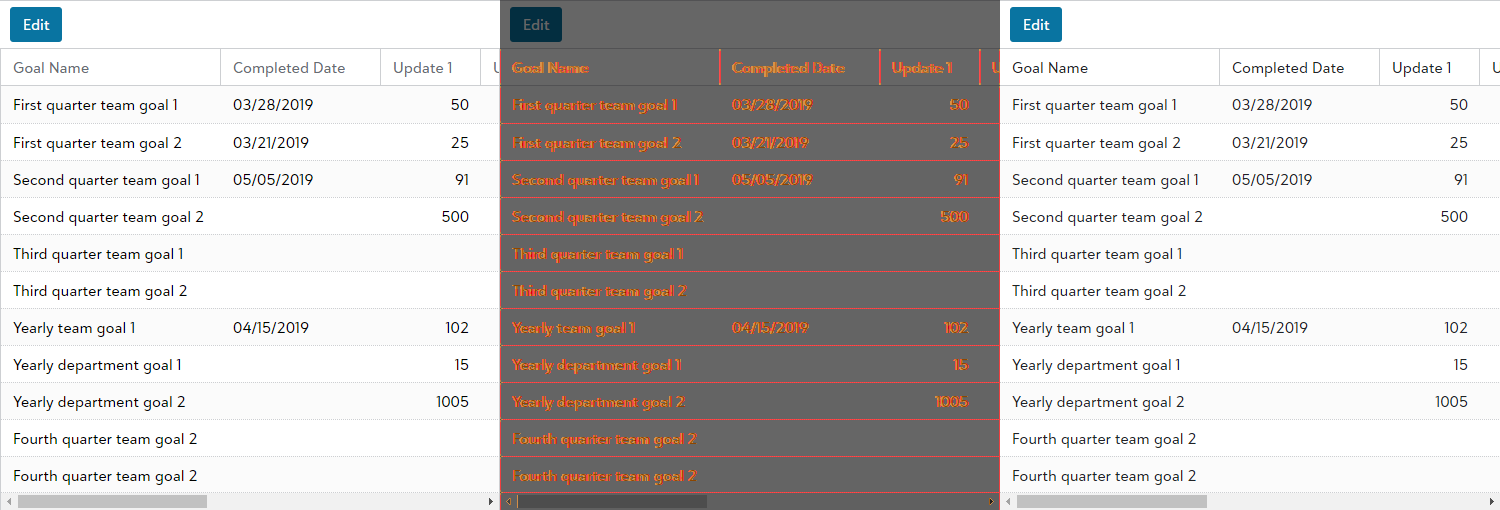 Edit
Goal Name Completed Date Update 1 U
First quarter team goal 1 03/28/2019 50
First quarter team goal 2 03/21/2019 25
Second quarter team goal 1 05/05/2019 91
Second quarter team goal 2 500
Third quarter team goal 1
Third quarter team goal 2
Yearly team goal 1 04/15/2019 102
Yearly department goal 1 15
Yearly department goal 2 1005
Fourth quarter team goal 2
Fourth quarter team goal 2
Edit
Goal Name Completed Date Update 1 U
First quarter team goal 1 03/28/2019 50
First quarter team goal 2 03/21/2019 25
Second quarter team goal 1 05/05/2019 91
Second quarter team goal 2 500
Third quarter team goal 1
Third quarter team goal 2
Yearly team goal 1 04/15/2019 102
Yearly department goal 1 15
Yearly department goal 2 1005
Fourth quarter team goal 2
Fourth quarter team goal 2
Edit
Goal Name Completed Date Update 1 U
First quarter team goal 1 03/28/2019 50
First quarter team goal 2 03/21/2019 25
Second quarter team goal 1 05/05/2019 91
Second quarter team goal 2 500
Third quarter team goal 1
Third quarter team goal 2
Yearly team goal 1 04/15/2019 102
Yearly department goal 1 15
Yearly department goal 2 1005
Fourth quarter team goal 2
Fourth quarter team goal 2